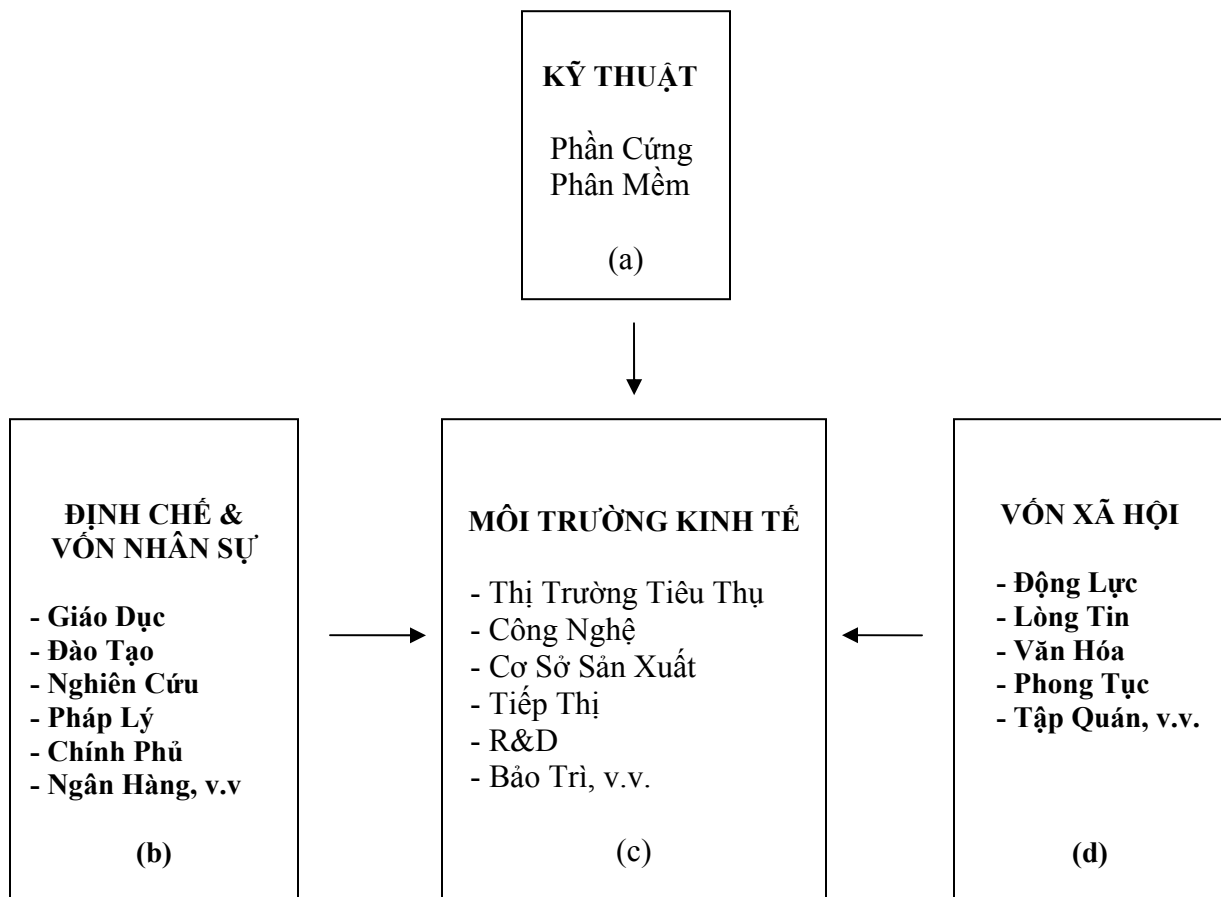 KỸ THUẬT
Phần Cứng
Phân Mềm
(a)
ĐỊNH CHẾ &
VỐN NHÂN SỰ
- Giáo Dục
- Đào Tạo
- Nghiên Cứu
- Pháp Lý
- Chính Phủ
- Ngân Hàng, v.v
(b)
MÔI TRƯỜNG KINH TẾ
- Thị Trường Tiêu Thụ
- Công Nghệ
- Cơ Sở Sản Xuất
- Tiếp Thị
- R&D
- Bảo Trì, v.v.
(c)
VỐN XÃ HỘI
- Động Lực
- Lòng Tin
- Văn Hóa
- Phong Tục
- Tập Quán, v.v.
(d)